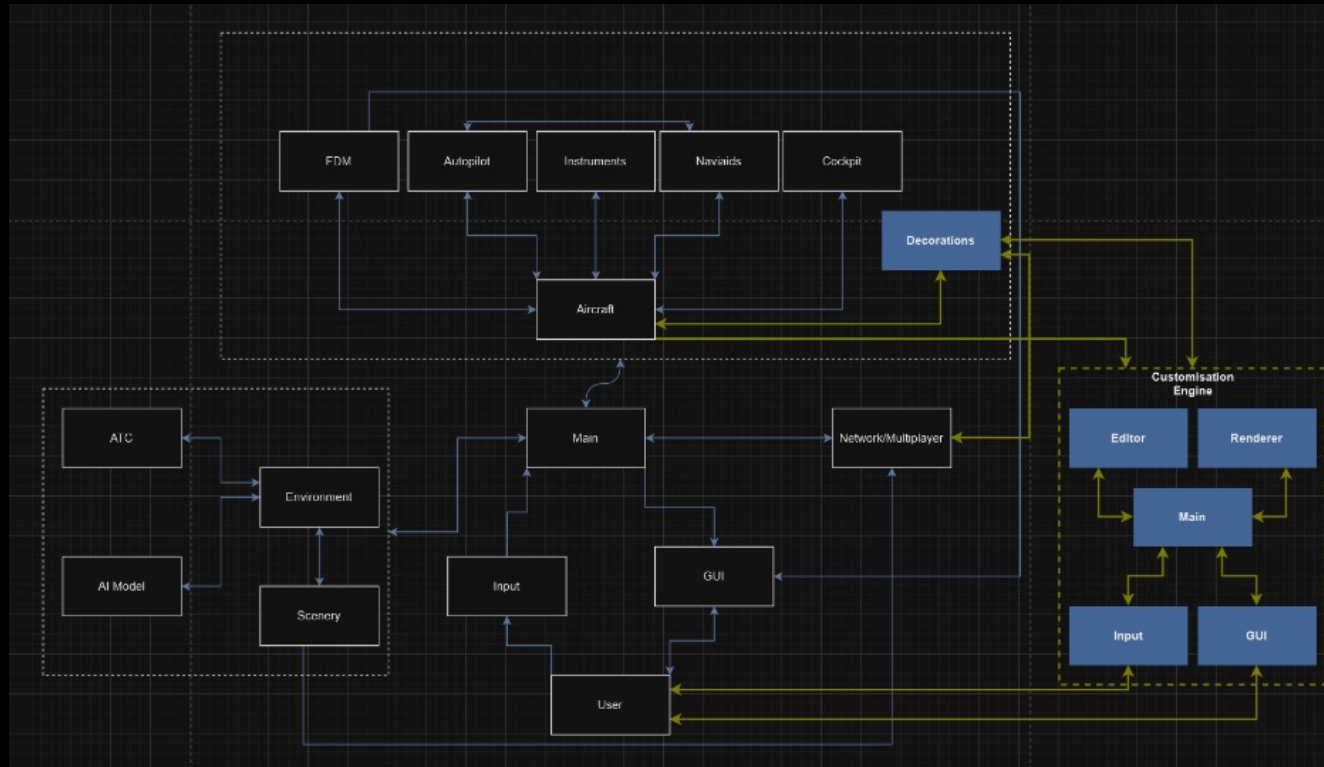 FDM
Autopilot
Instruments
Naviaids
Cockpit
Decorations
Aircraft
Customisation
Engine
ATC
Main
Network/Multiplayer
Editor
Renderer
Environment
Main
AI Model
Input
GUI
Scenery
Input
GUI
User